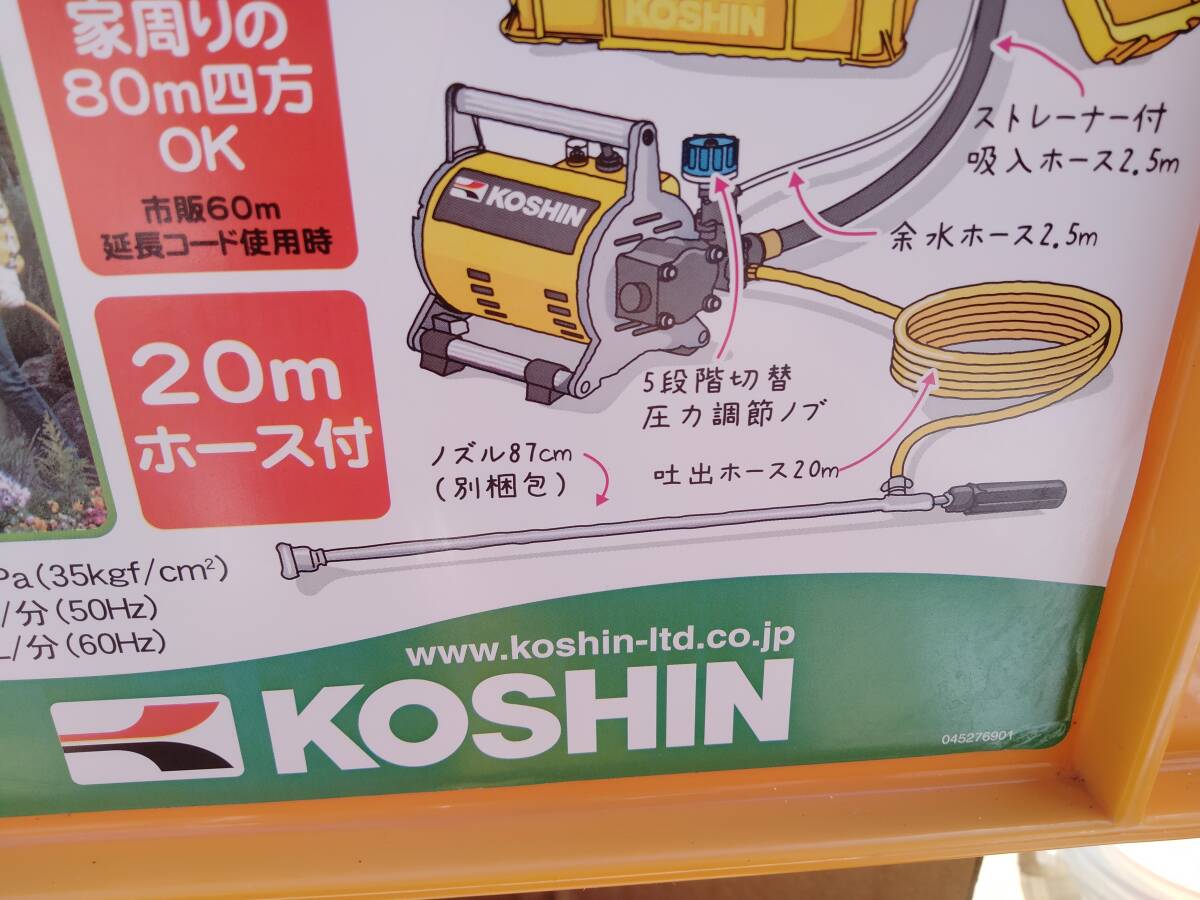 KOSHIN
家周りの
80m四方
OK
市販60m
延長コード使用時
ストレーナー付
吸入ホース2.5m
余水ホース2.5m
KOSHIN
5段階切替
圧力調節ノブ
20m
ホース付
ノズル87cm
(別梱包)
吐出ホース20m
Pa(35kgf/cm²)
/分(50Hz)
L/分(60Hz)
www.koshin-ltd.co.jp
KOSHIN
045276901